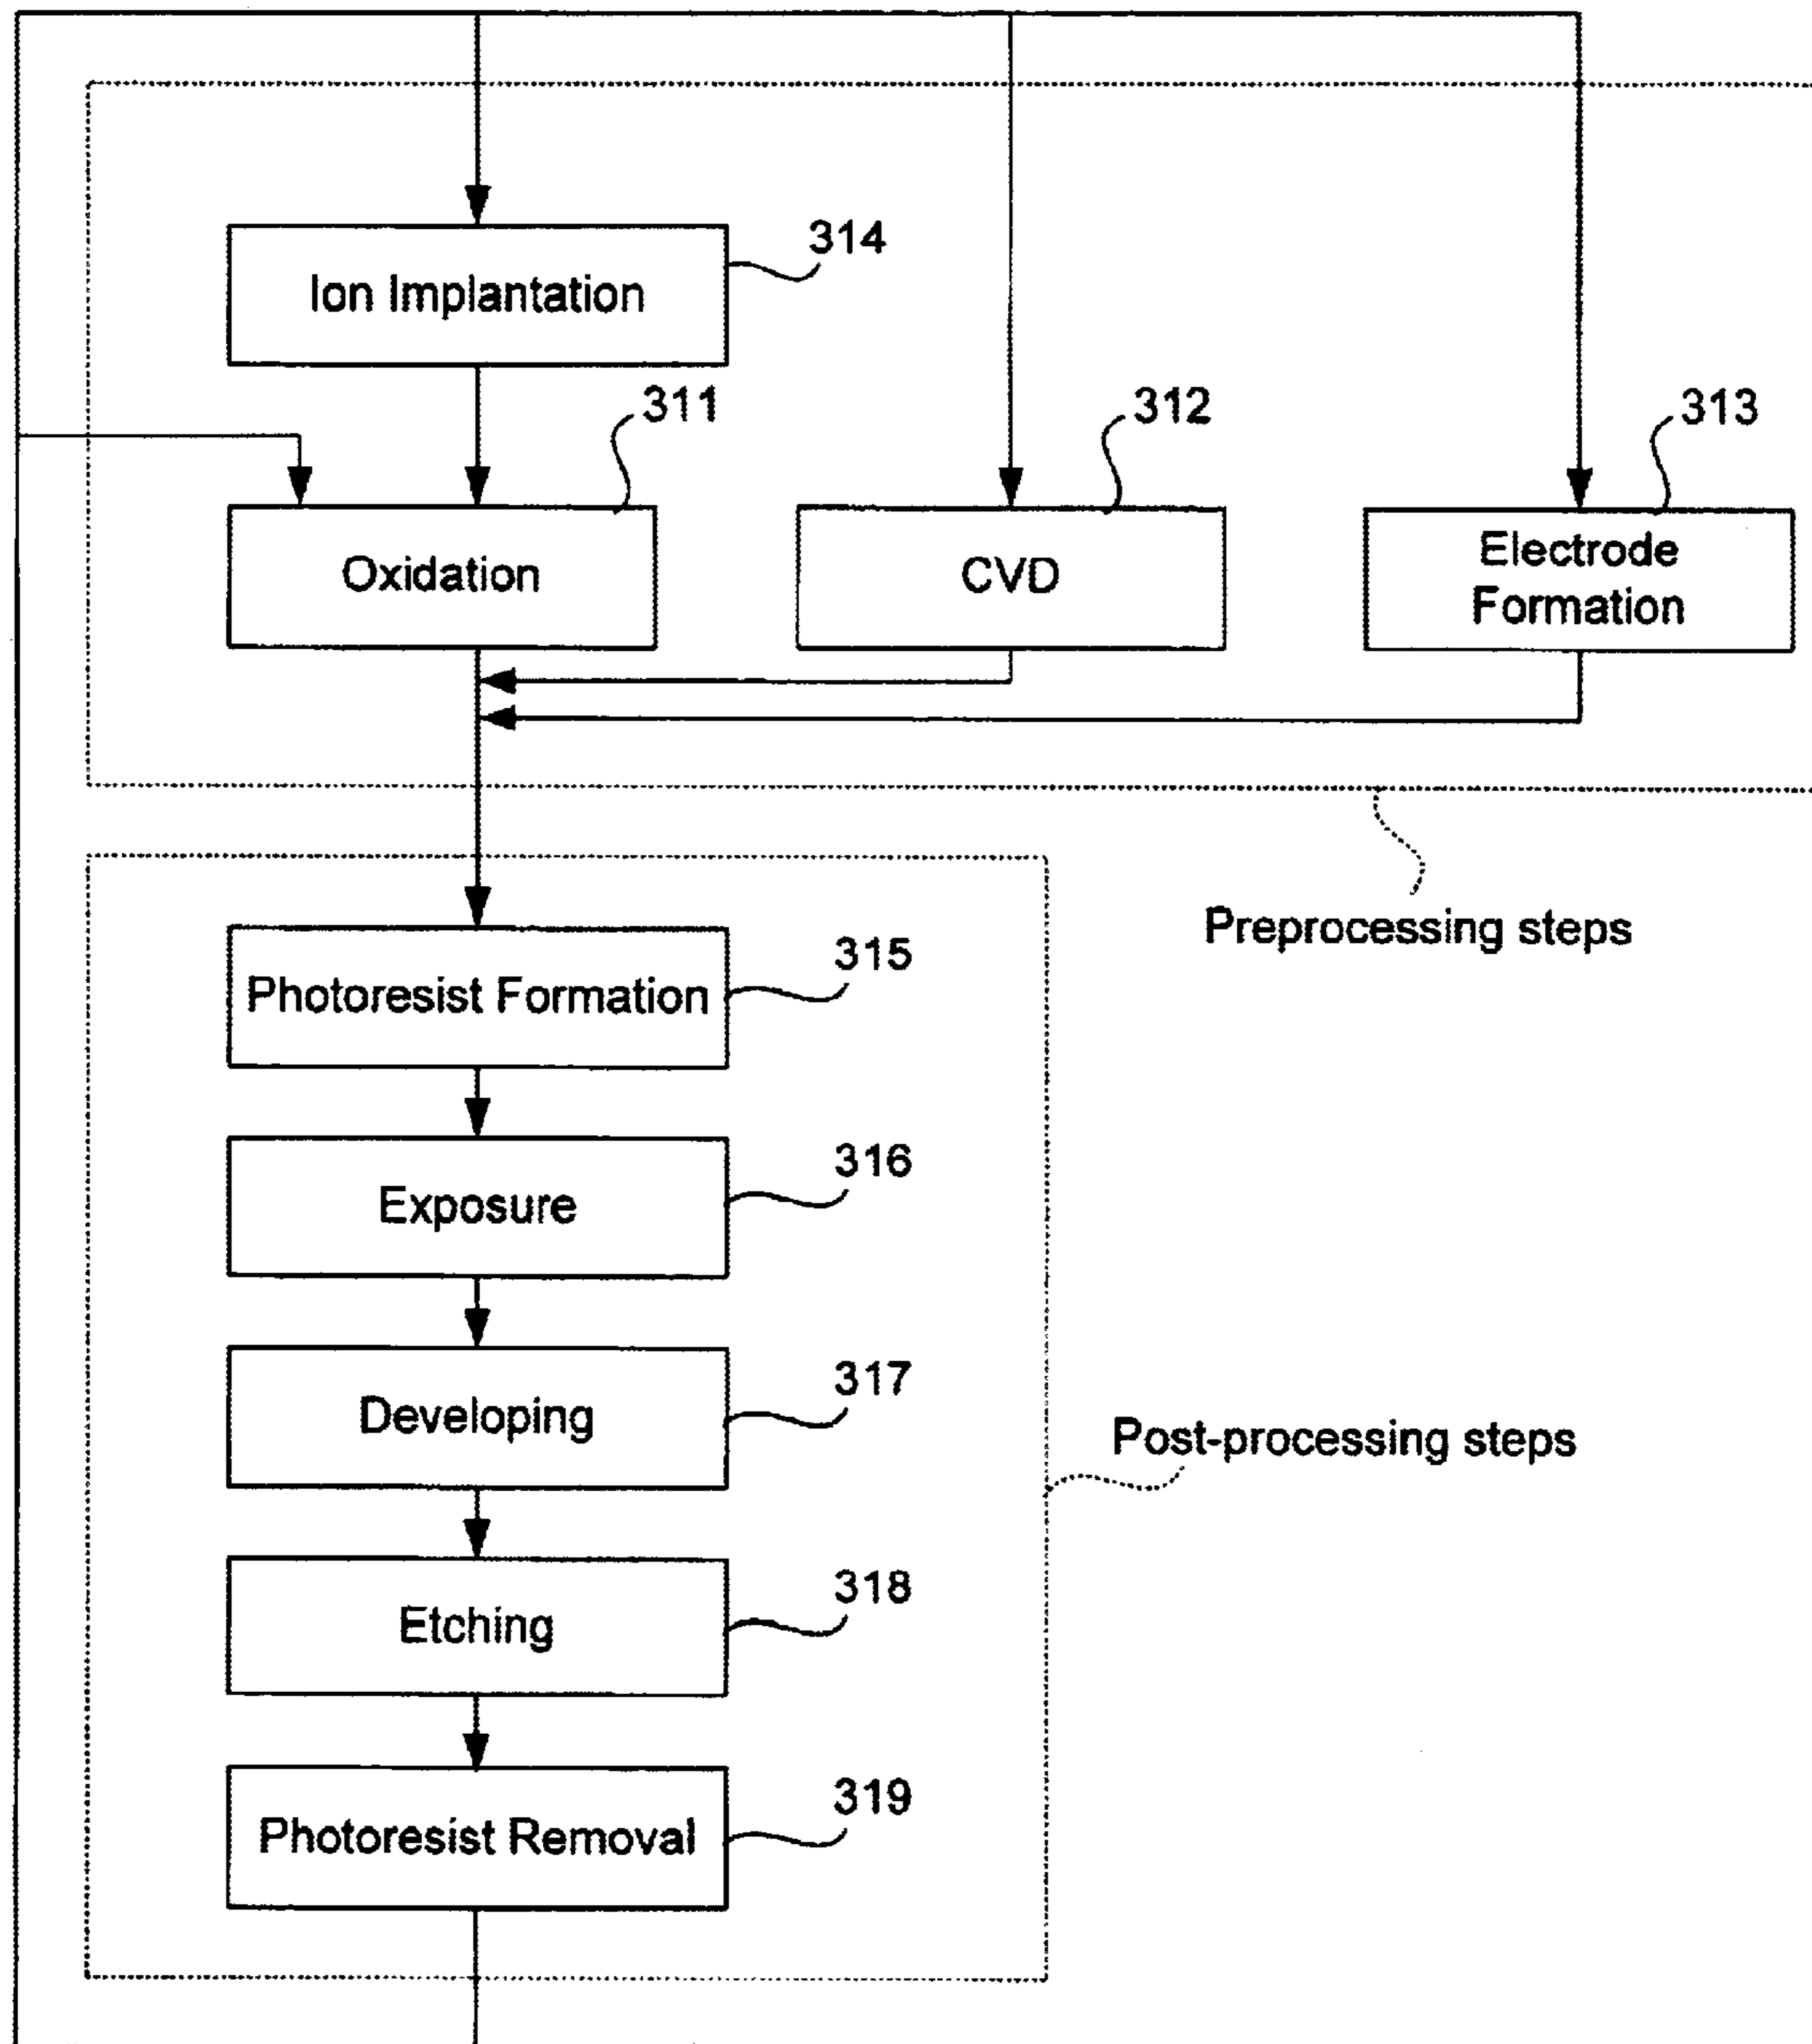 314
Ion Implantation
311
312
313
Oxidation
CVD
Electrode
Formation
Preprocessing steps
315
Photoresist Formation
316
Exposure
317
Developing
Post-processing steps
318
Etching
319
Photoresist Removal